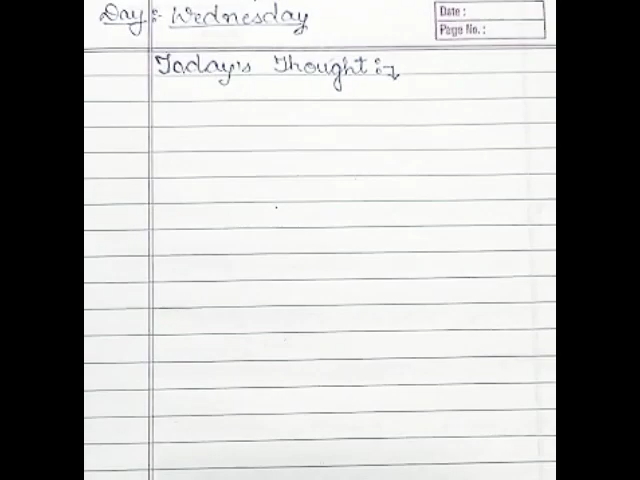 Day :- Wednesday
Date :
Page No. :
Today's Thought :-